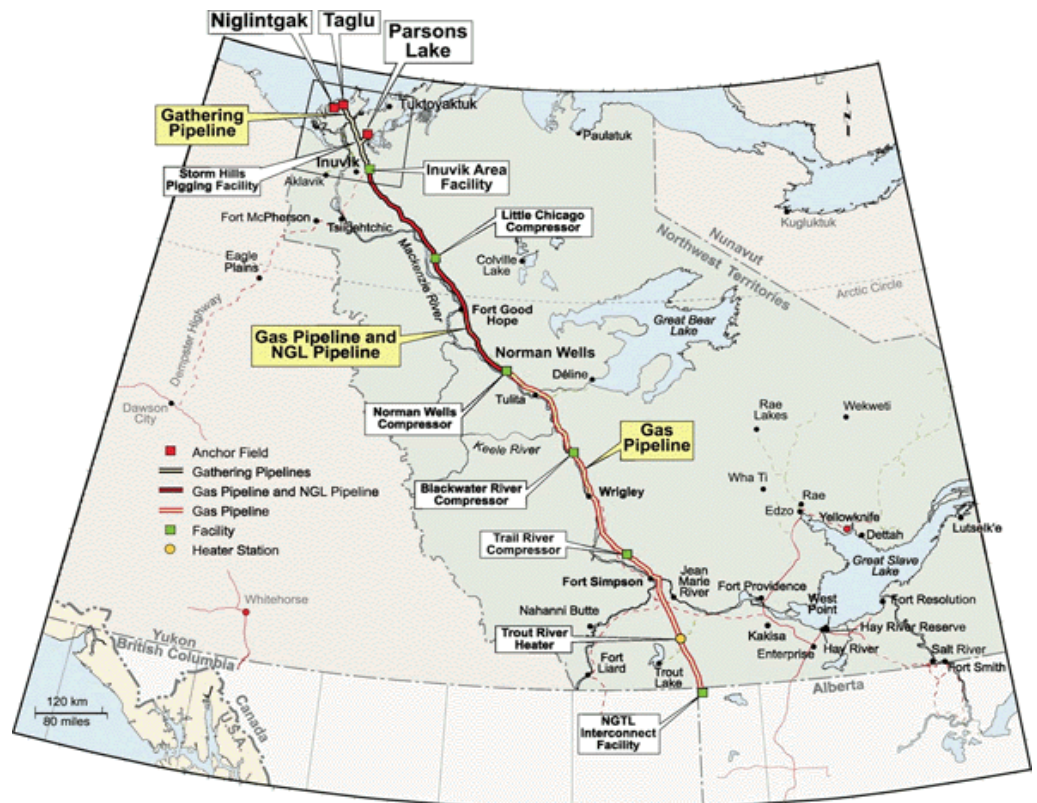 Niglintgak
Taglu
Parsons
Lake
Gathering
Pipeline
Tuktoyaktuk
Paulatuk
N
Storm Hills
Pigging Facility
Inuvik
Aklavik
Inuvik Area
Facility
Fort McPherson
Tsiigehtchic
Little Chicago
Compressor
Kugluktuk
Nunavut
Northwest Territories
Eagle
Plains
Mackenzie River
Colville
Lake
Arctic Circle
Dempster Highway
Fort Good
Hope
Great Bear
Lake
Gas Pipeline and
NGL Pipeline
Norman Wells
Déline
Tulita
Dawson
City
Norman Wells
Compressor
Rae
Lakes
Wekweti
Keele River
Gas
Pipeline
Anchor Field
Gathering Pipelines
Gas Pipeline and NGL Pipeline
Gas Pipeline
Facility
Heater Station
Blackwater River
Compressor
Wrigley
Wha Ti
Rae
Edzo
Yellowknife
Dettah
Lutselk'e
Trail River
Compressor
Great Slave
Lake
Fort Simpson
Jean
Marie
River
Fort Providence
West
Point
Fort Resolution
Whitehorse
Nahanni Butte
Trout River
Heater
Kakisa
Hay River Reserve
Enterprise
Hay River
Salt River
Fort Smith
Yukon
British Columbia
Fort
Liard
Trout
Lake
Alberta
120 km
80 miles
Canada
U.S.A.
NGTL
Interconnect
Facility